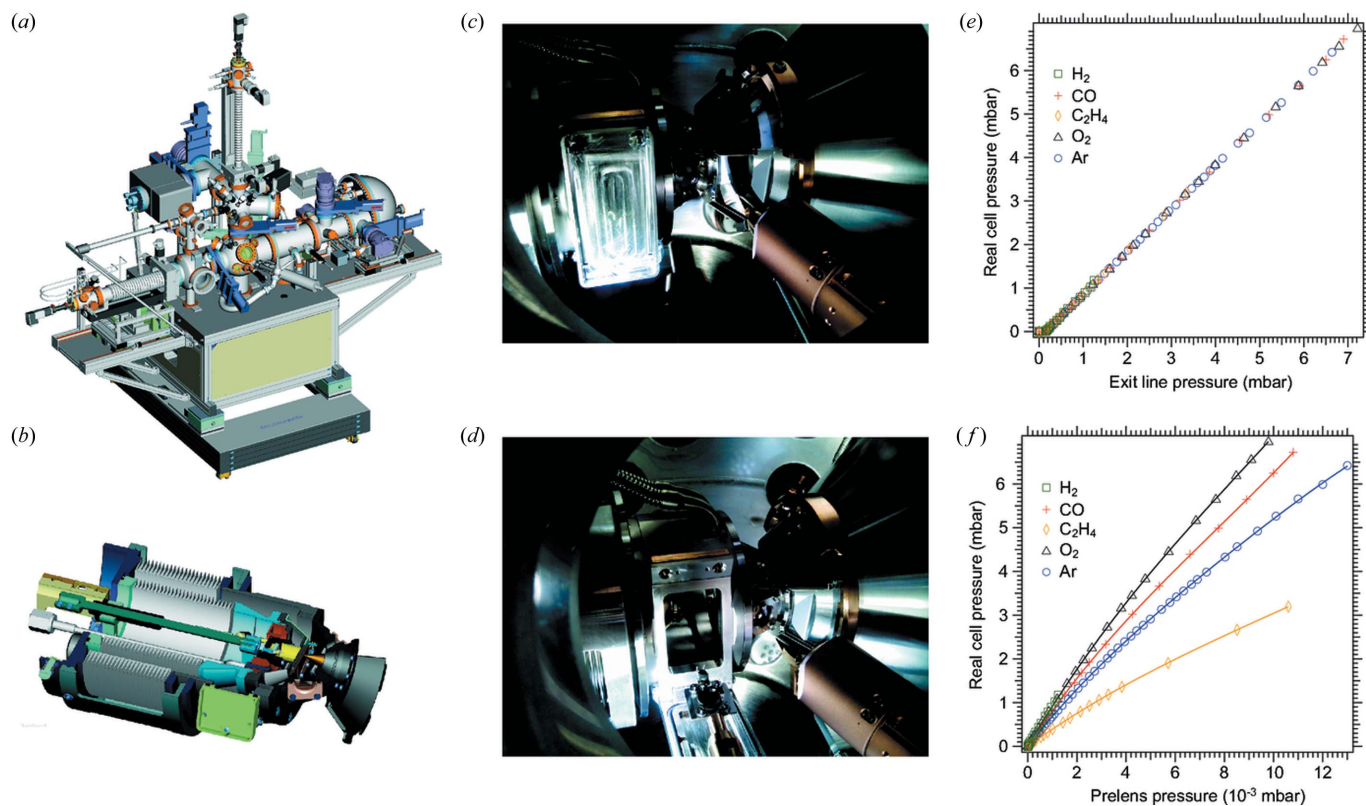 (a)
(b)
(c)
(d)
(e)
Real cell pressure (mbar)
6
5
4
3
2
1
0
H₂
CO
C₂H₄
O₂
Ar
0 1 2 3 4 5 6 7
Exit line pressure (mbar)
(f)
Real cell pressure (mbar)
6
5
4
3
2
1
0
H₂
CO
C₂H₄
O₂
Ar
0 2 4 6 8 10 12
Prelens pressure (10⁻³ mbar)